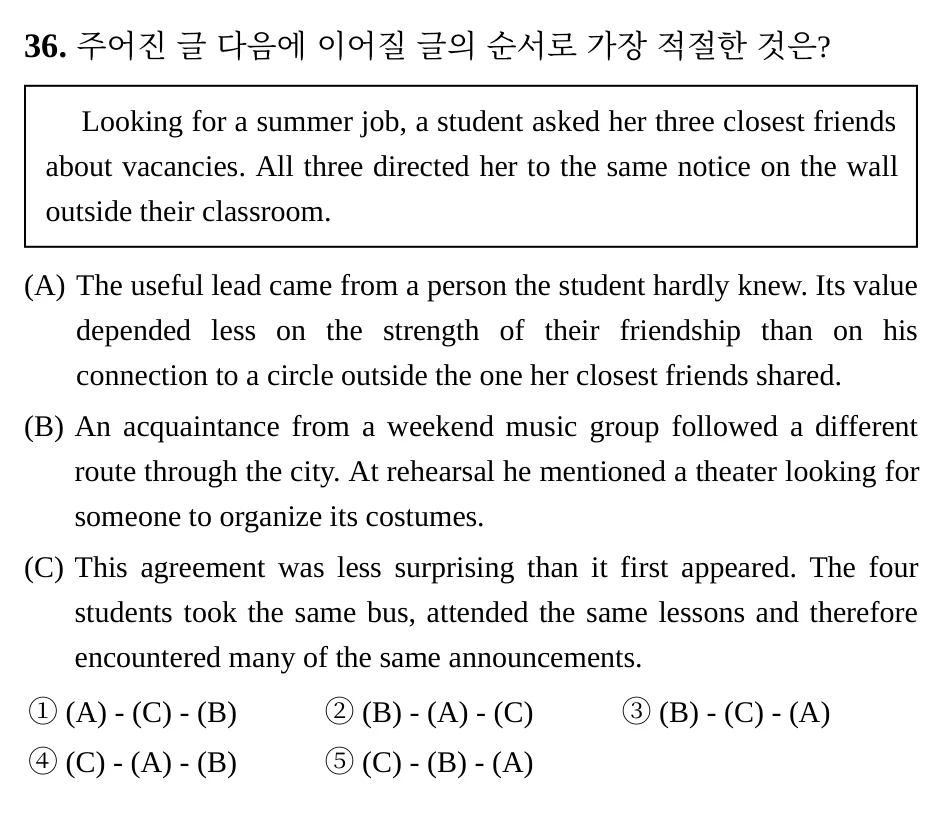 36. 주어진 글 다음에 이어질 글의 순서로 가장 적절한 것은?
Looking for a summer job, a student asked her three closest friends
about vacancies. All three directed her to the same notice on the wall
outside their classroom.
(A) The useful lead came from a person the student hardly knew. Its value
depended less on the strength of their friendship than on his
connection to a circle outside the one her closest friends shared.
(B) An acquaintance from a weekend music group followed a different
route through the city. At rehearsal he mentioned a theater looking for
someone to organize its costumes.
(C) This agreement was less surprising than it first appeared. The four
students took the same bus, attended the same lessons and therefore
encountered many of the same announcements.
① (A) - (C) - (B) ② (B) - (A) - (C) ③ (B) - (C) - (A)
④ (C) - (A) - (B) ⑤ (C) - (B) - (A)